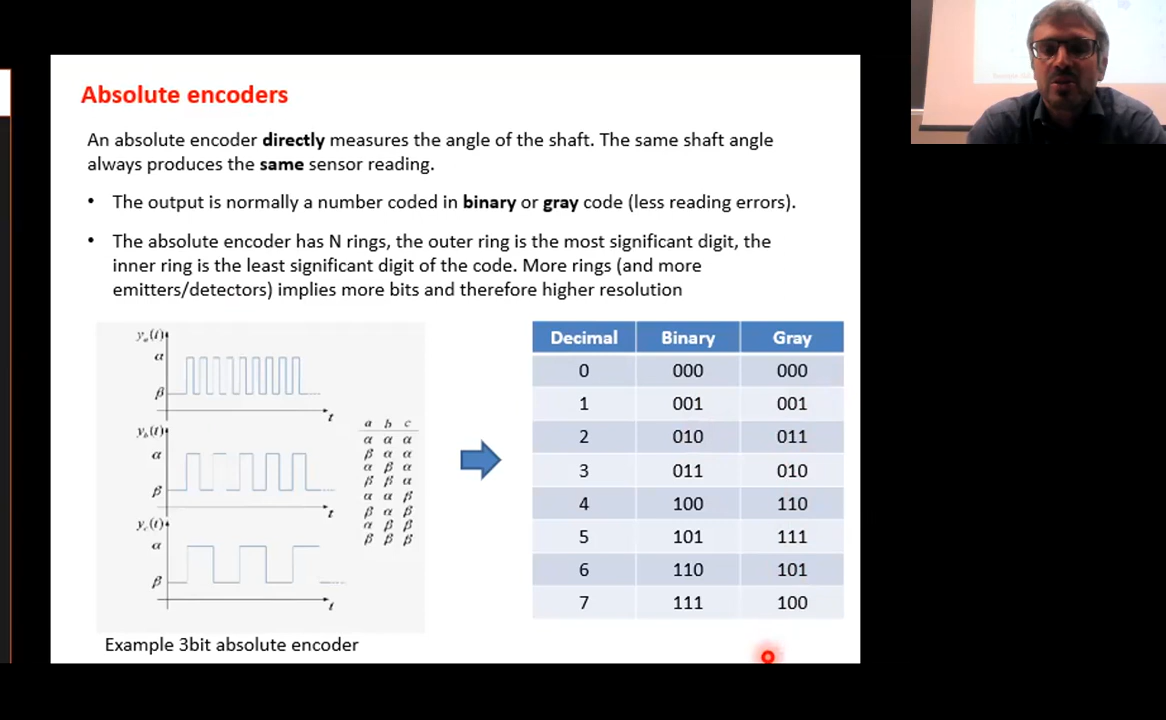 Absolute encoders
An absolute encoder directly measures the angle of the shaft. The same shaft angle
always produces the same sensor reading.
• The output is normally a number coded in binary or gray code (less reading errors).
• The absolute encoder has N rings, the outer ring is the most significant digit, the
inner ring is the least significant digit of the code. More rings (and more
emitters/detectors) implies more bits and therefore higher resolution
yₐ(t)
α
β
t
y_b(t)
α
β
t
y_c(t)
α
β
t
a b c
α α α
β α α
α β α
β β α
α α β
β α β
α β β
β β β
Example 3bit absolute encoder
Decimal Binary Gray
0 000 000
1 001 001
2 010 011
3 011 010
4 100 110
5 101 111
6 110 101
7 111 100